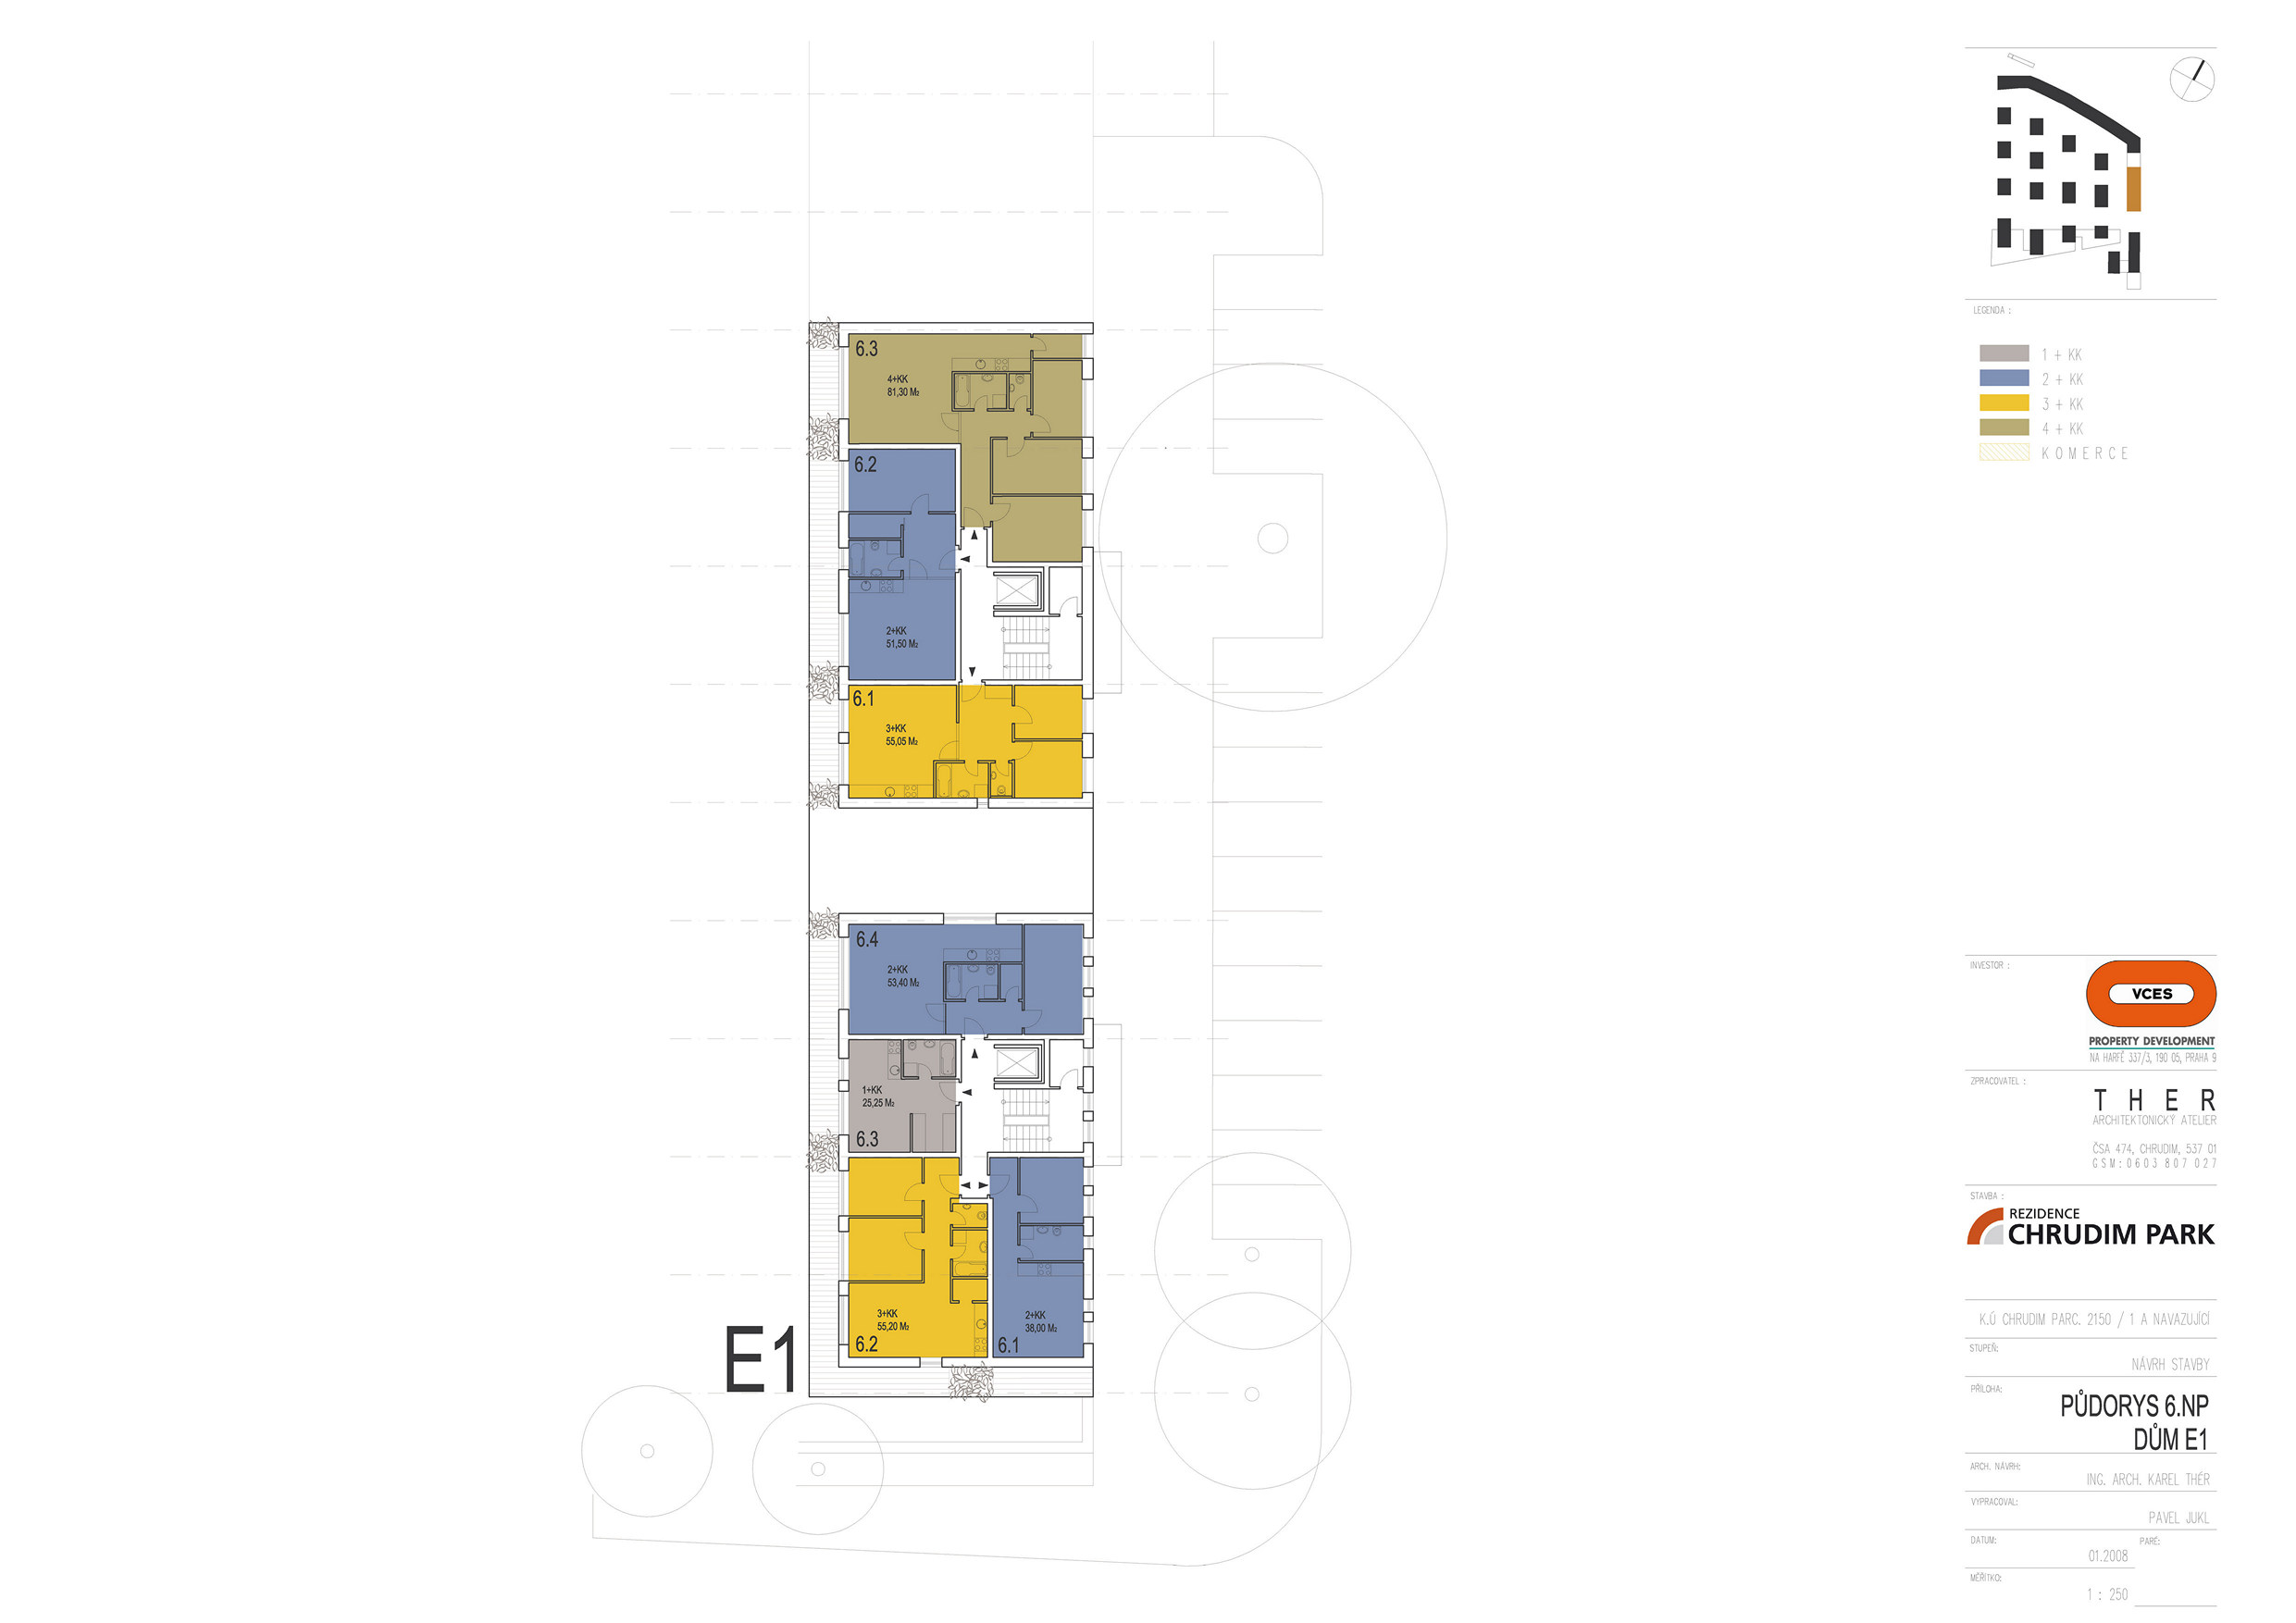 6.3
4+KK
81,30 M2
6.2
2+KK
51,50 M2
6.1
3+KK
55,05 M2
6.4
2+KK
53,40 M2
1+KK
25,25 M2
6.3
3+KK
55,20 M2
6.2
2+KK
38,00 M2
6.1
E1
LEGENDA :
1 + KK
2 + KK
3 + KK
4 + KK
KOMERCE
INVESTOR :
VCES
PROPERTY DEVELOPMENT
NA HARFĚ 337/3, 190 05, PRAHA 9
ZPRACOVATEL :
THER
ARCHITEKTONICKÝ ATELIER
ČSA 474, CHRUDIM, 537 01
GSM:0603 807 027
STAVBA :
REZIDENCE
CHRUDIM PARK
K.Ú CHRUDIM PARC. 2150 / 1 A NAVAZUJÍCÍ
STUPEŇ:
NÁVRH STAVBY
PŘÍLOHA:
PŮDORYS 6.NP
DŮM E1
ARCH. NÁVRH:
ING. ARCH. KAREL THÉR
VYPRACOVAL:
PAVEL JUKL
DATUM:
PARÉ:
01.2008
MĚŘÍTKO:
1 : 250